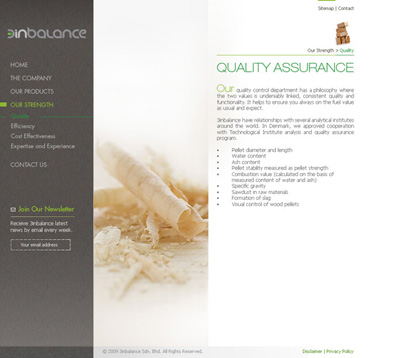 Sitemap | Contact
3inbalance
Our Strength > Quality
HOME
THE COMPANY
OUR PRODUCTS
OUR STRENGTH
Quality
Efficiency
Cost Effectiveness
Expertise and Experience
CONTACT US
Join Our Newsletter
Receive 3inbalance latest
news by email every week.
Your email address
QUALITY ASSURANCE
Our quality control department has a philosophy where
the two values is undeniably linked, consistent quality and
functionality. It helps to ensure you always on the fuel value
as usual and expect.
3inbalance have relationships with several analytical institutes
around the world. In Denmark, we approved cooperation
with Technological Institute analysis and quality assurance
program.
• Pellet diameter and length
• Water content
• Ash content
• Pellet stability measured as pellet strength
• Combustion value (calculated on the basis of
measured content of water and ash)
• Specific gravity
• Sawdust in raw materials
• Formation of slag
• Visual control of wood pellets
© 2009 3inbalance Sdn. Bhd. All Rights Reserved.
Disclaimer | Privacy Policy